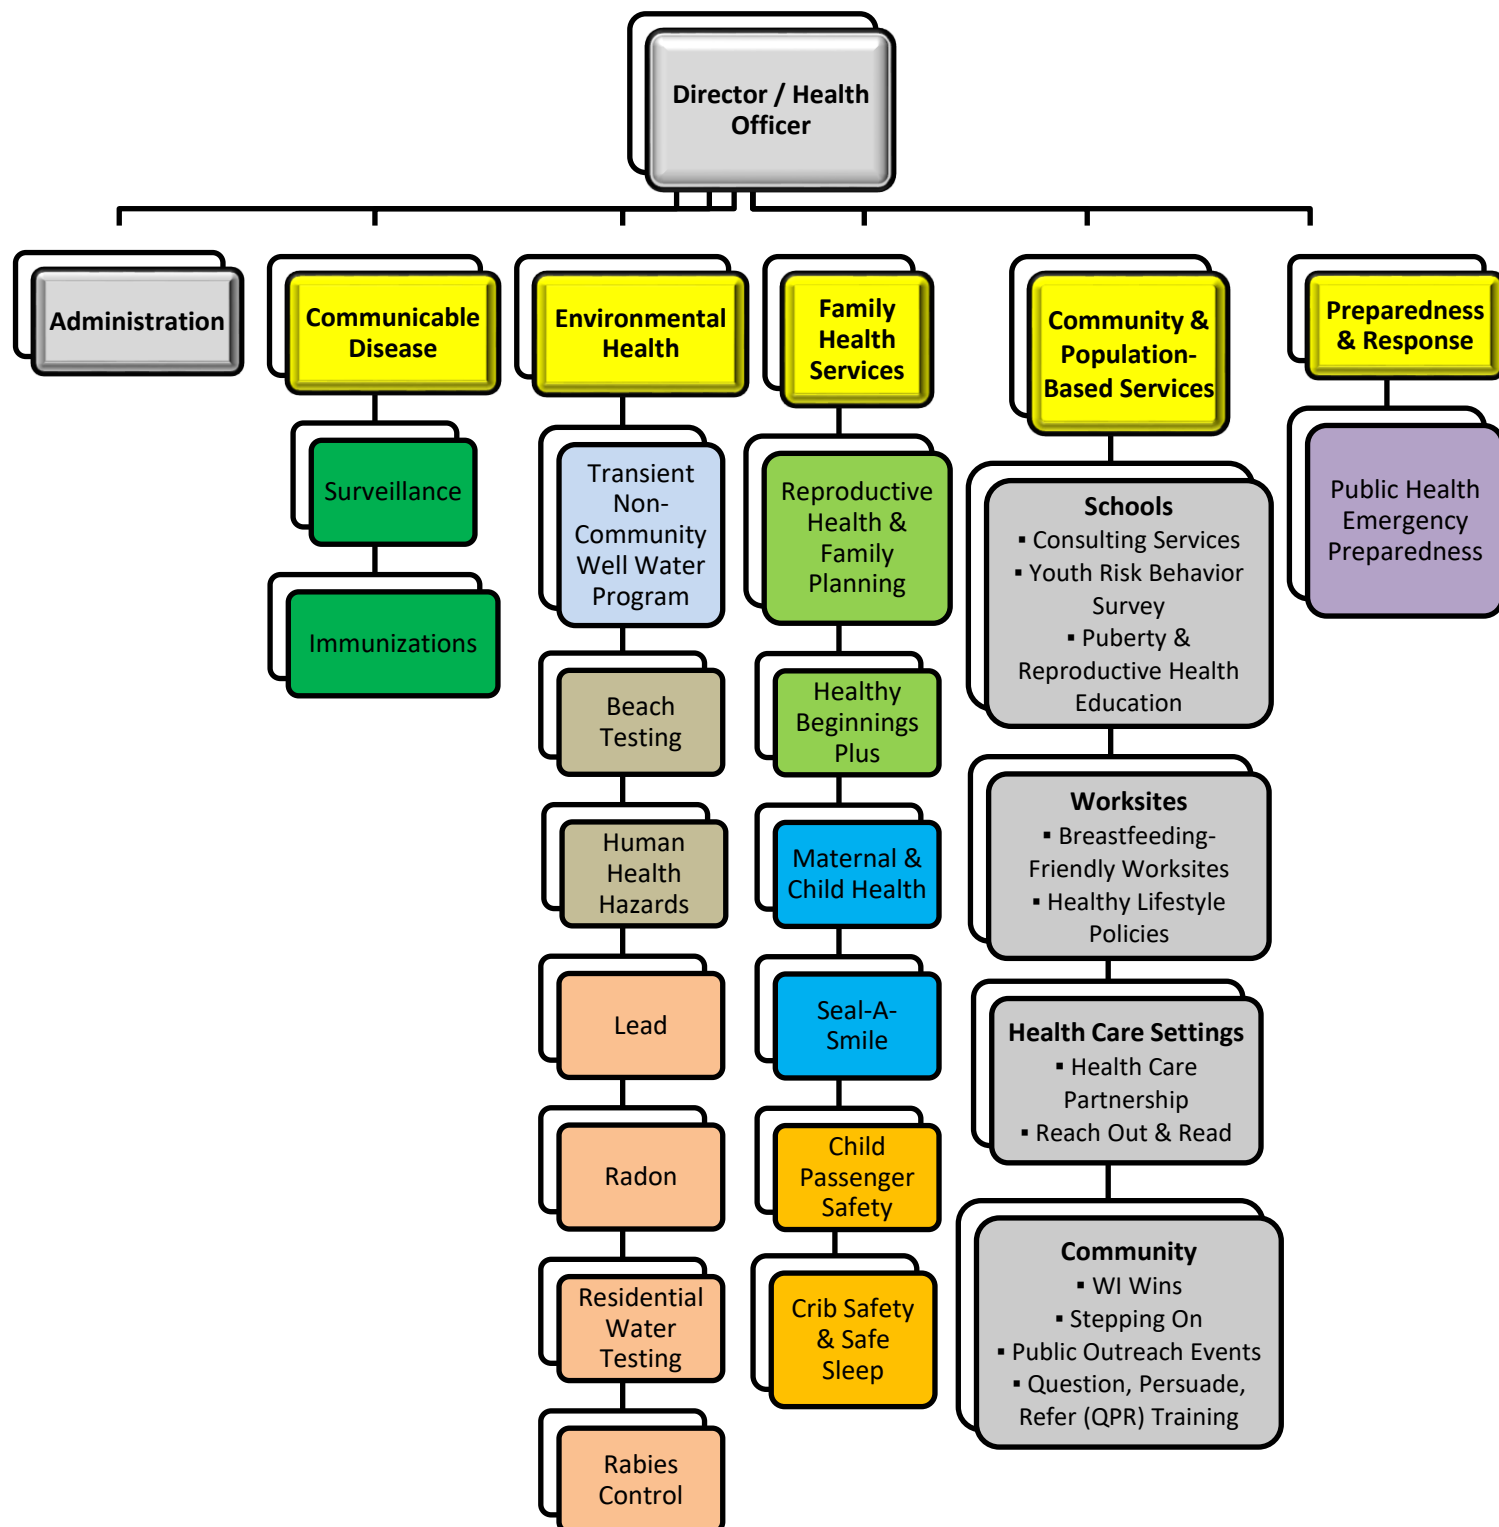 Director / Health
Officer
Administration
Communicable
Disease
Surveillance
Immunizations
Environmental
Health
Transient
Non-
Community
Well Water
Program
Beach
Testing
Human
Health
Hazards
Lead
Radon
Residential
Water
Testing
Rabies
Control
Family
Health
Services
Reproductive
Health &
Family
Planning
Healthy
Beginnings
Plus
Maternal &
Child Health
Seal-A-
Smile
Child
Passenger
Safety
Crib Safety
& Safe
Sleep
Community &
Population-
Based Services
Schools
▪ Consulting Services
▪ Youth Risk Behavior
Survey
▪ Puberty &
Reproductive Health
Education
Worksites
▪ Breastfeeding-
Friendly Worksites
▪ Healthy Lifestyle
Policies
Health Care Settings
▪ Health Care
Partnership
▪ Reach Out & Read
Community
▪ WI Wins
▪ Stepping On
▪ Public Outreach Events
▪ Question, Persuade,
Refer (QPR) Training
Preparedness
& Response
Public Health
Emergency
Preparedness